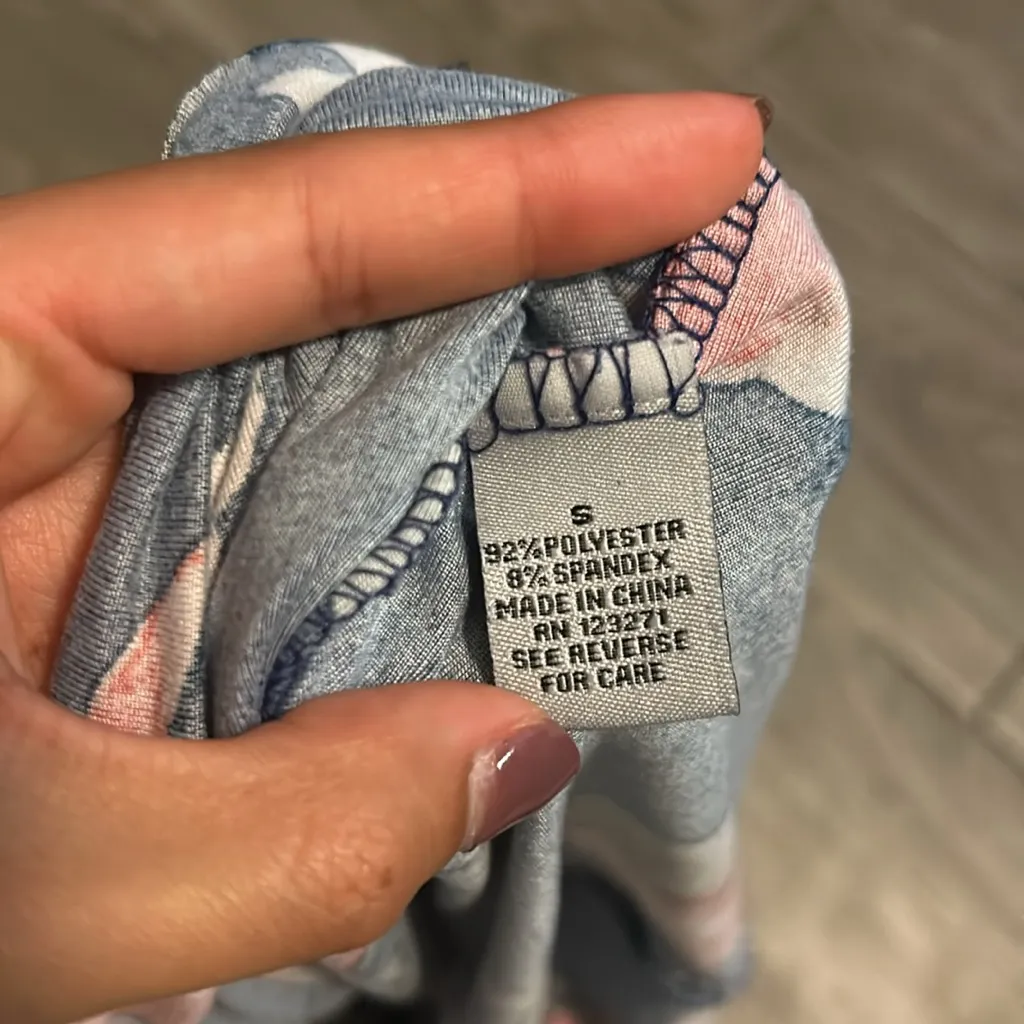 S
92%POLYESTER
8% SPANDEX
MADE IN CHINA
RN 123271
SEE REVERSE
FOR CARE